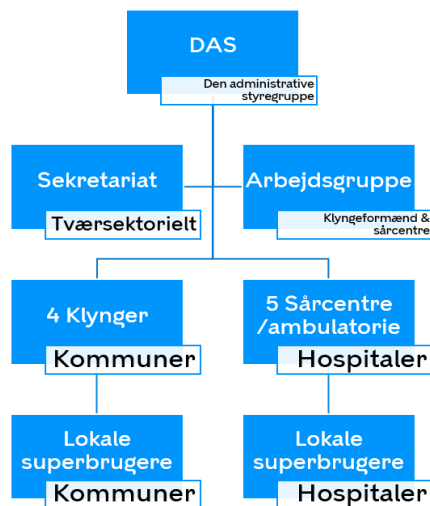 DAS
Den administrative
styregruppe
Sekretariat
Tværsektorielt
Arbejdsgruppe
Klyngeformænd &
sårcentre
4 Klynger
Kommuner
5 Sårcentre
/ambulatorie
Hospitaler
Lokale
superbrugere
Kommuner
Lokale
superbrugere
Hospitaler